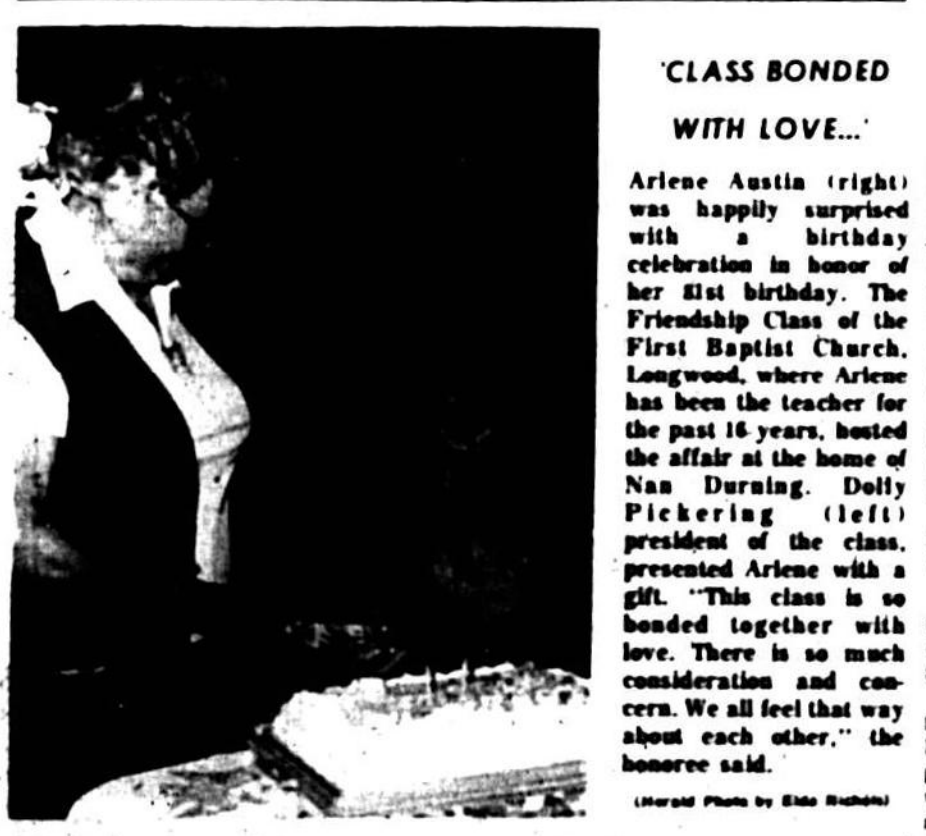 'CLASS BONDED
WITH LOVE...'
Arlene Austin (right)
was happily surprised
with a birthday
celebration in honor of
her 81st birthday. The
Friendship Class of the
First Baptist Church,
Longwood, where Arlene
has been the teacher for
the past 16 years, hosted
the affair at the home of
Nan Durning. Dolly
Pickering (left)
president of the class,
presented Arlene with a
gift. "This class is so
bonded together with
love. There is so much
consideration and con-
cern. We all feel that way
about each other," the
honoree said.
(Herald Photo by Elda Nichols)